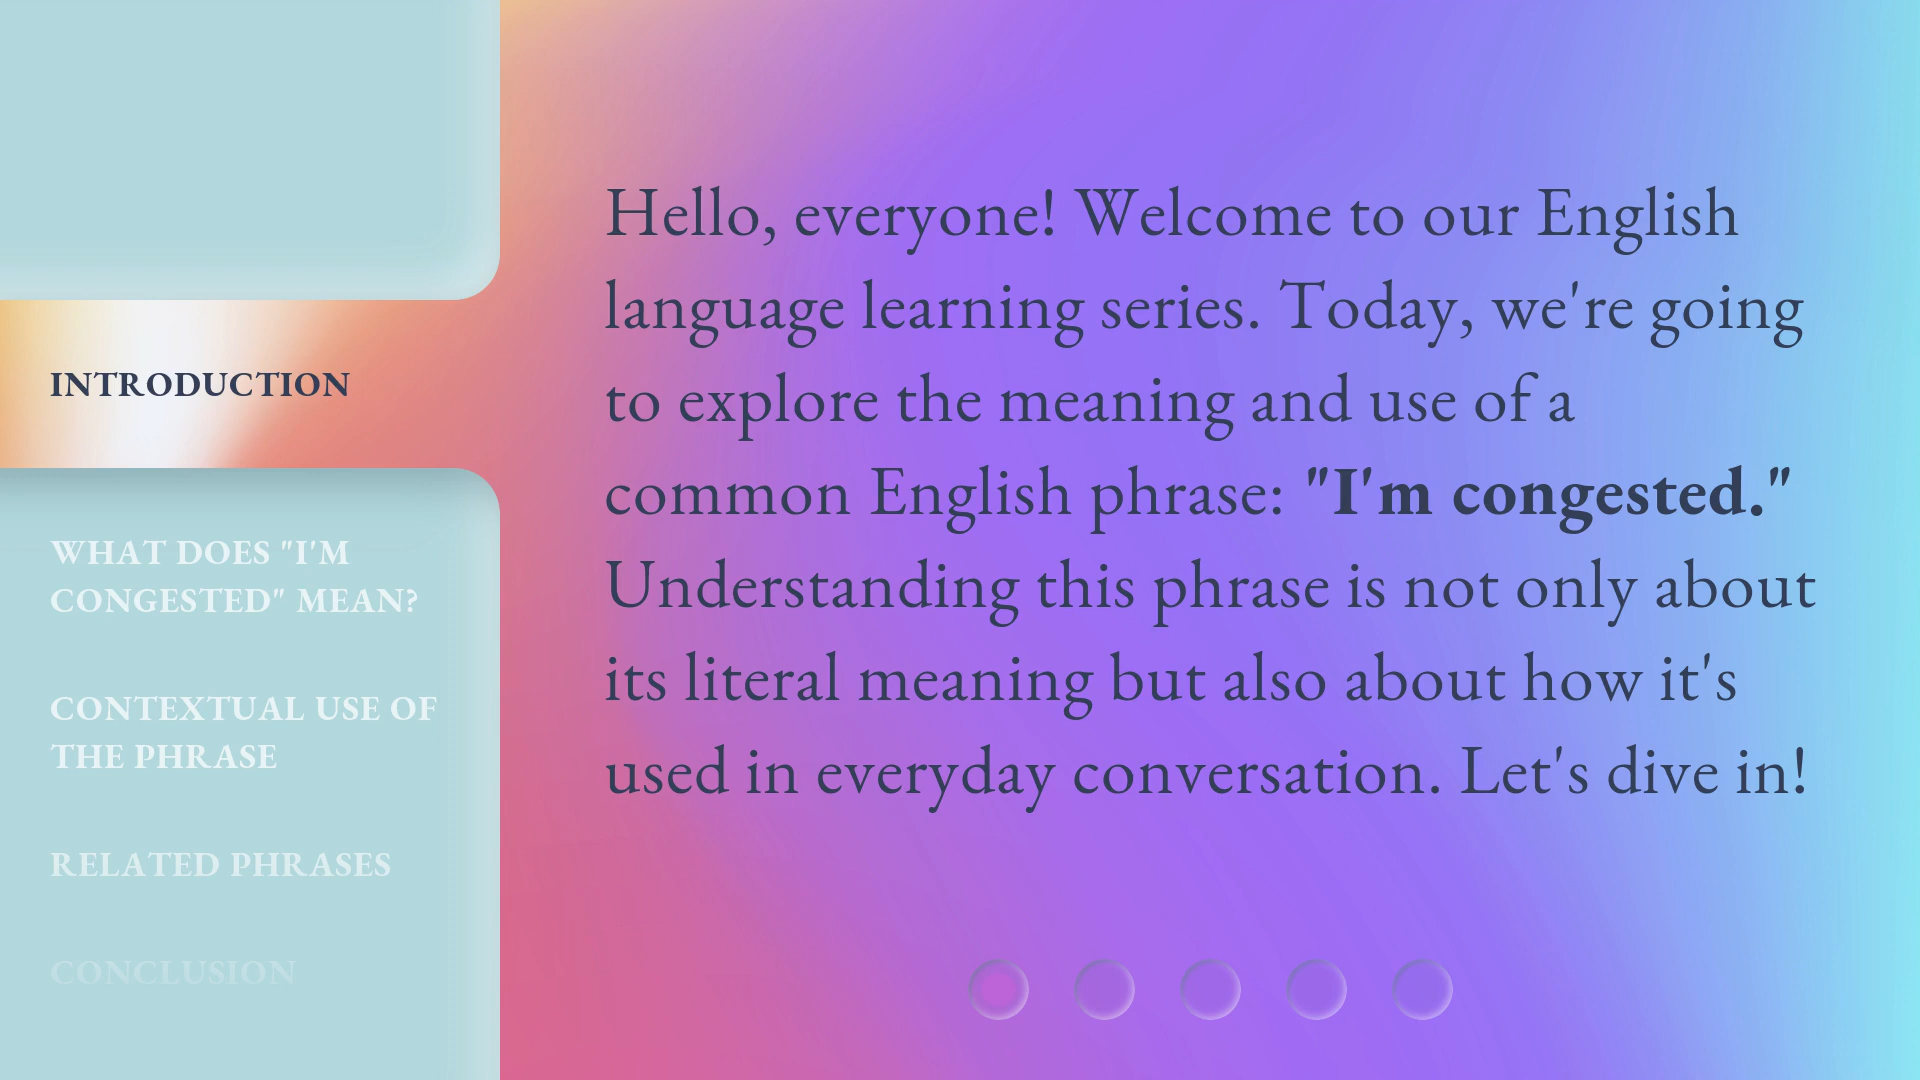 INTRODUCTION
WHAT DOES "I'M
CONGESTED" MEAN?
CONTEXTUAL USE OF
THE PHRASE
RELATED PHRASES
CONCLUSION
Hello, everyone! Welcome to our English
language learning series. Today, we're going
to explore the meaning and use of a
common English phrase: "I'm congested."
Understanding this phrase is not only about
its literal meaning but also about how it's
used in everyday conversation. Let's dive in!